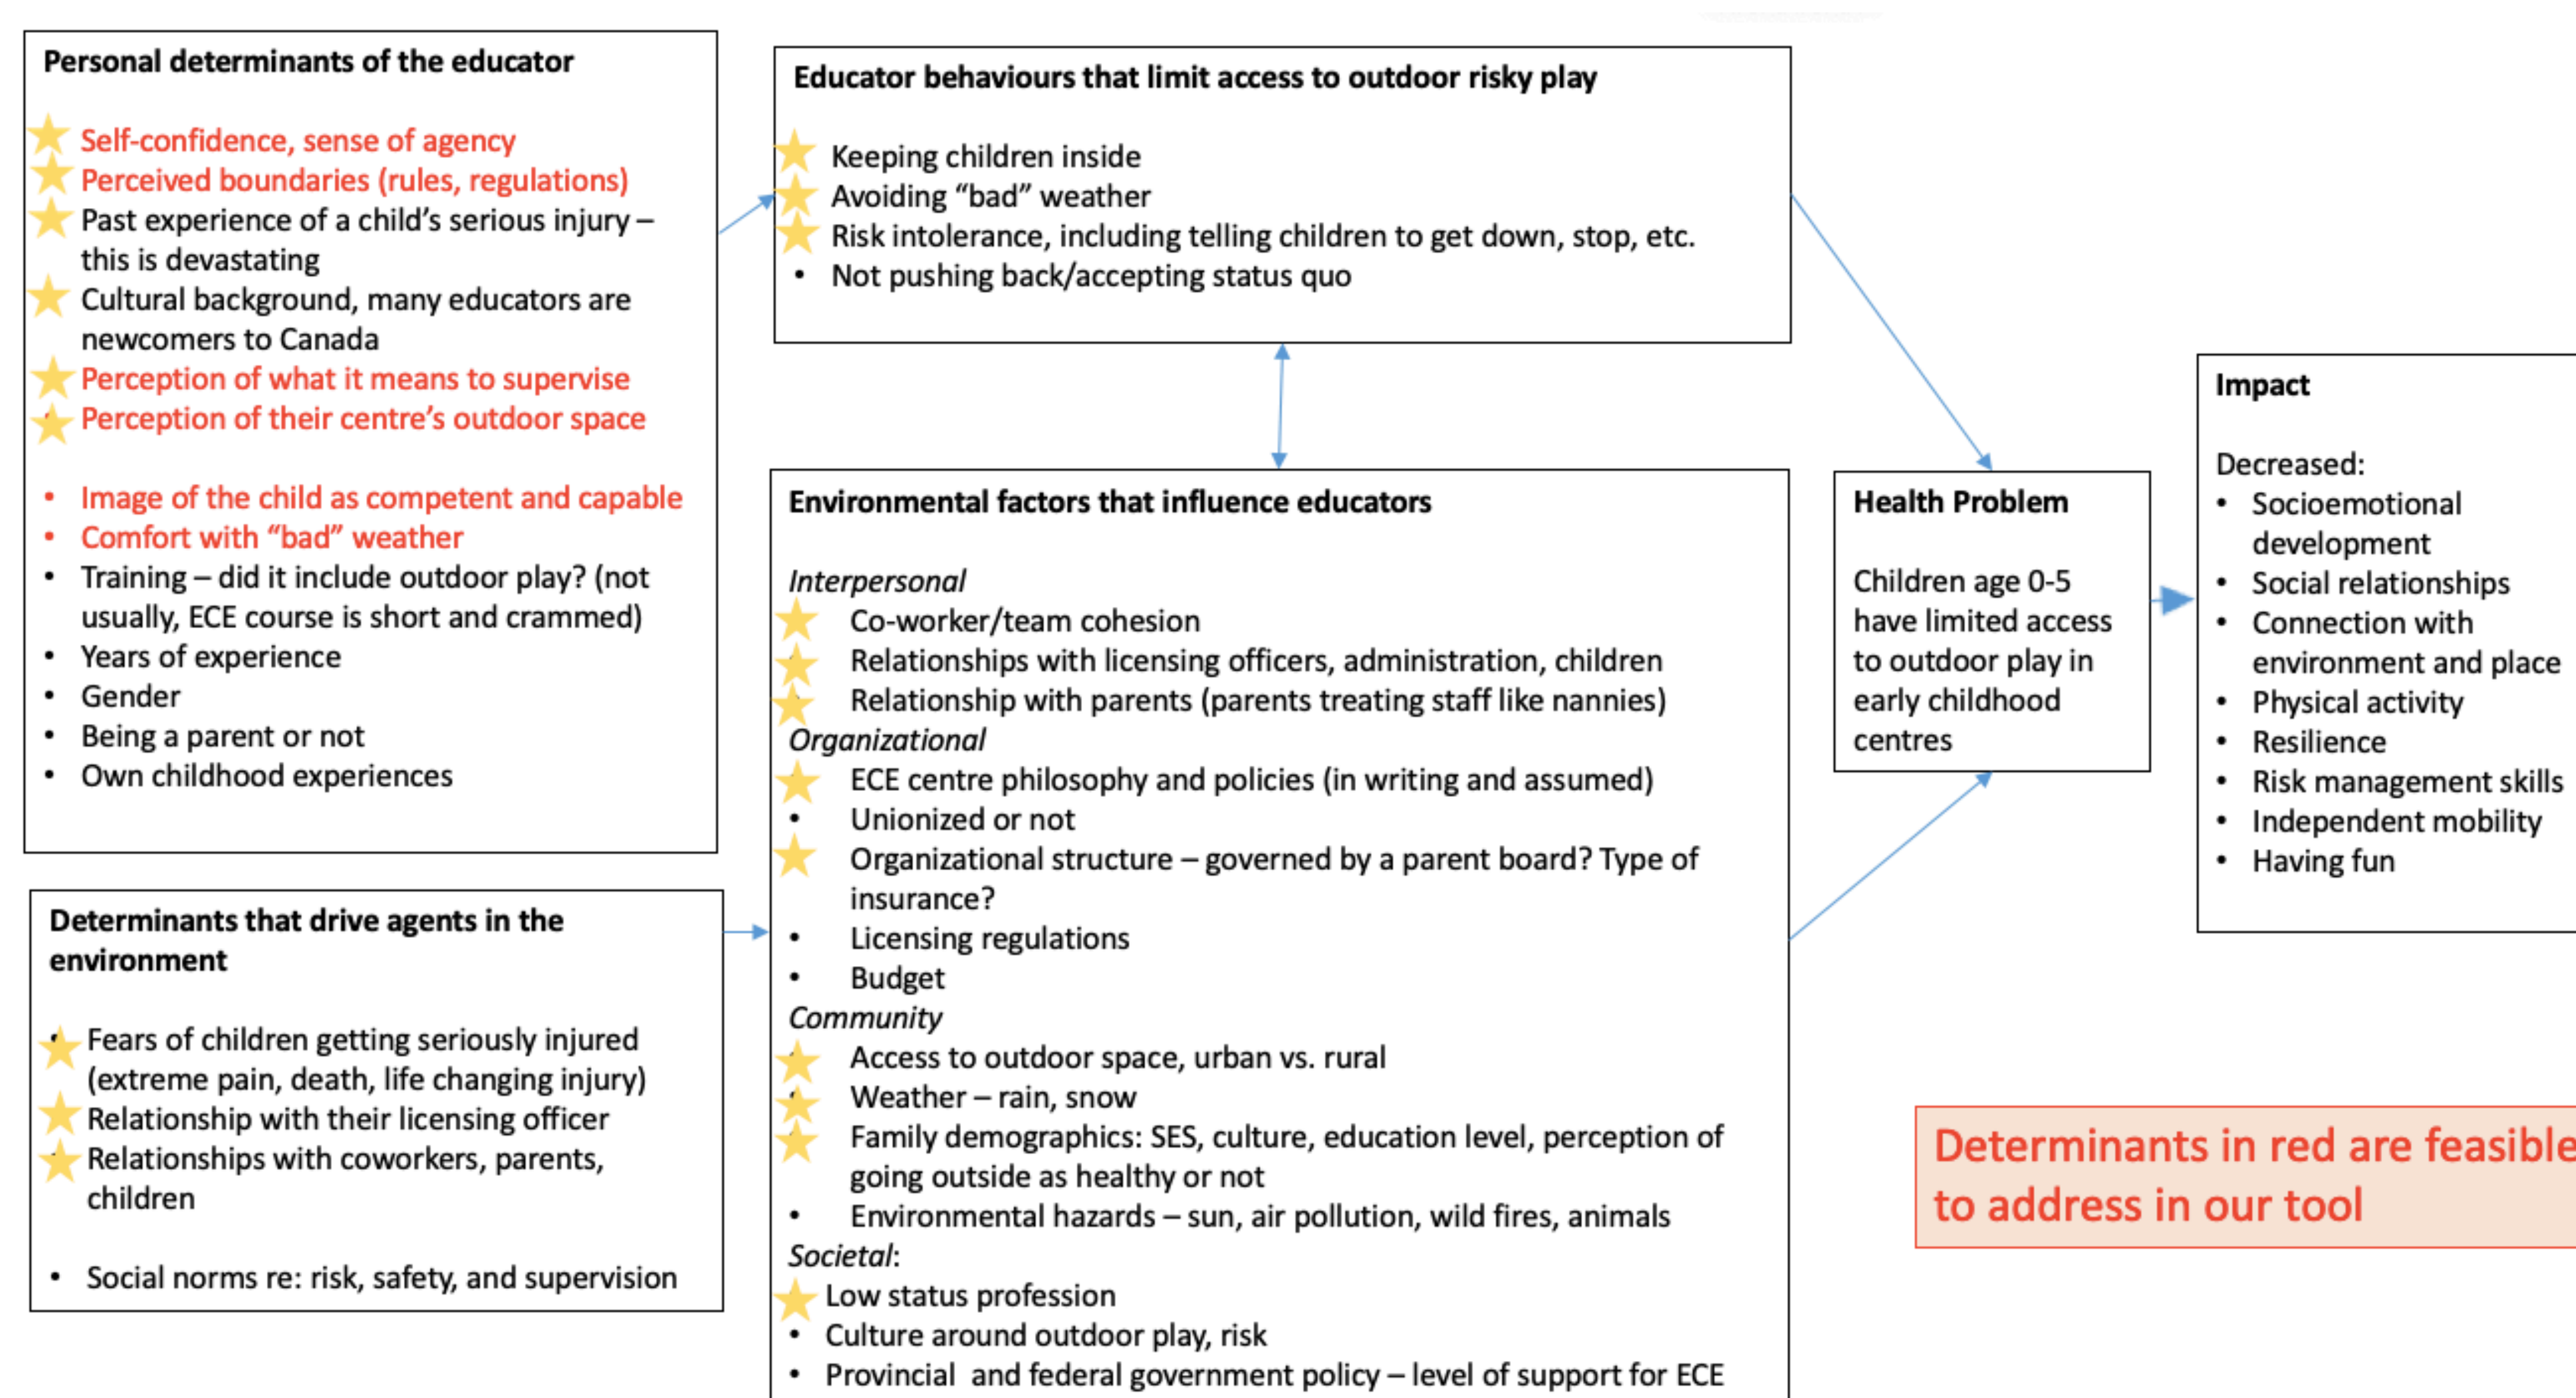 Personal determinants of the educator
Self-confidence, sense of agency
Perceived boundaries (rules, regulations)
Past experience of a child’s serious injury –
this is devastating
Cultural background, many educators are
newcomers to Canada
Perception of what it means to supervise
Perception of their centre’s outdoor space
• Image of the child as competent and capable
• Comfort with “bad” weather
• Training – did it include outdoor play? (not
usually, ECE course is short and crammed)
• Years of experience
• Gender
• Being a parent or not
• Own childhood experiences
Determinants that drive agents in the
environment
Fears of children getting seriously injured
(extreme pain, death, life changing injury)
Relationship with their licensing officer
Relationships with coworkers, parents,
children
• Social norms re: risk, safety, and supervision
Educator behaviours that limit access to outdoor risky play
Keeping children inside
Avoiding “bad” weather
Risk intolerance, including telling children to get down, stop, etc.
• Not pushing back/accepting status quo
Environmental factors that influence educators
Interpersonal
Co-worker/team cohesion
Relationships with licensing officers, administration, children
Relationship with parents (parents treating staff like nannies)
Organizational
ECE centre philosophy and policies (in writing and assumed)
• Unionized or not
Organizational structure – governed by a parent board? Type of
insurance?
• Licensing regulations
• Budget
Community
Access to outdoor space, urban vs. rural
Weather – rain, snow
Family demographics: SES, culture, education level, perception of
going outside as healthy or not
• Environmental hazards – sun, air pollution, wild fires, animals
Societal:
Low status profession
• Culture around outdoor play, risk
• Provincial and federal government policy – level of support for ECE
Health Problem
Children age 0-5
have limited access
to outdoor play in
early childhood
centres
Impact
Decreased:
• Socioemotional
development
• Social relationships
• Connection with
environment and place
• Physical activity
• Resilience
• Risk management skills
• Independent mobility
• Having fun
Determinants in red are feasible
to address in our tool